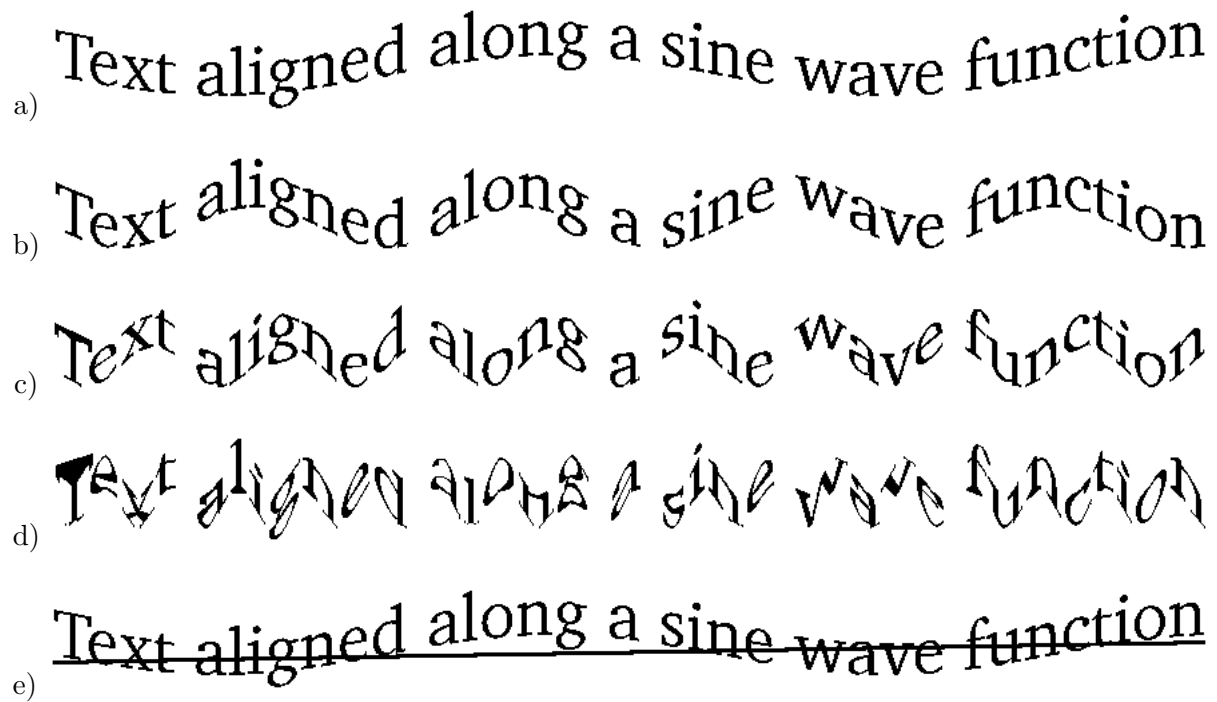 a) Text aligned along a sine wave function
b) Text aligned along a sine wave function
c) Text aligned along a sine wave function
d) Text aligned along a sine wave function
e) Text aligned along a sine wave function